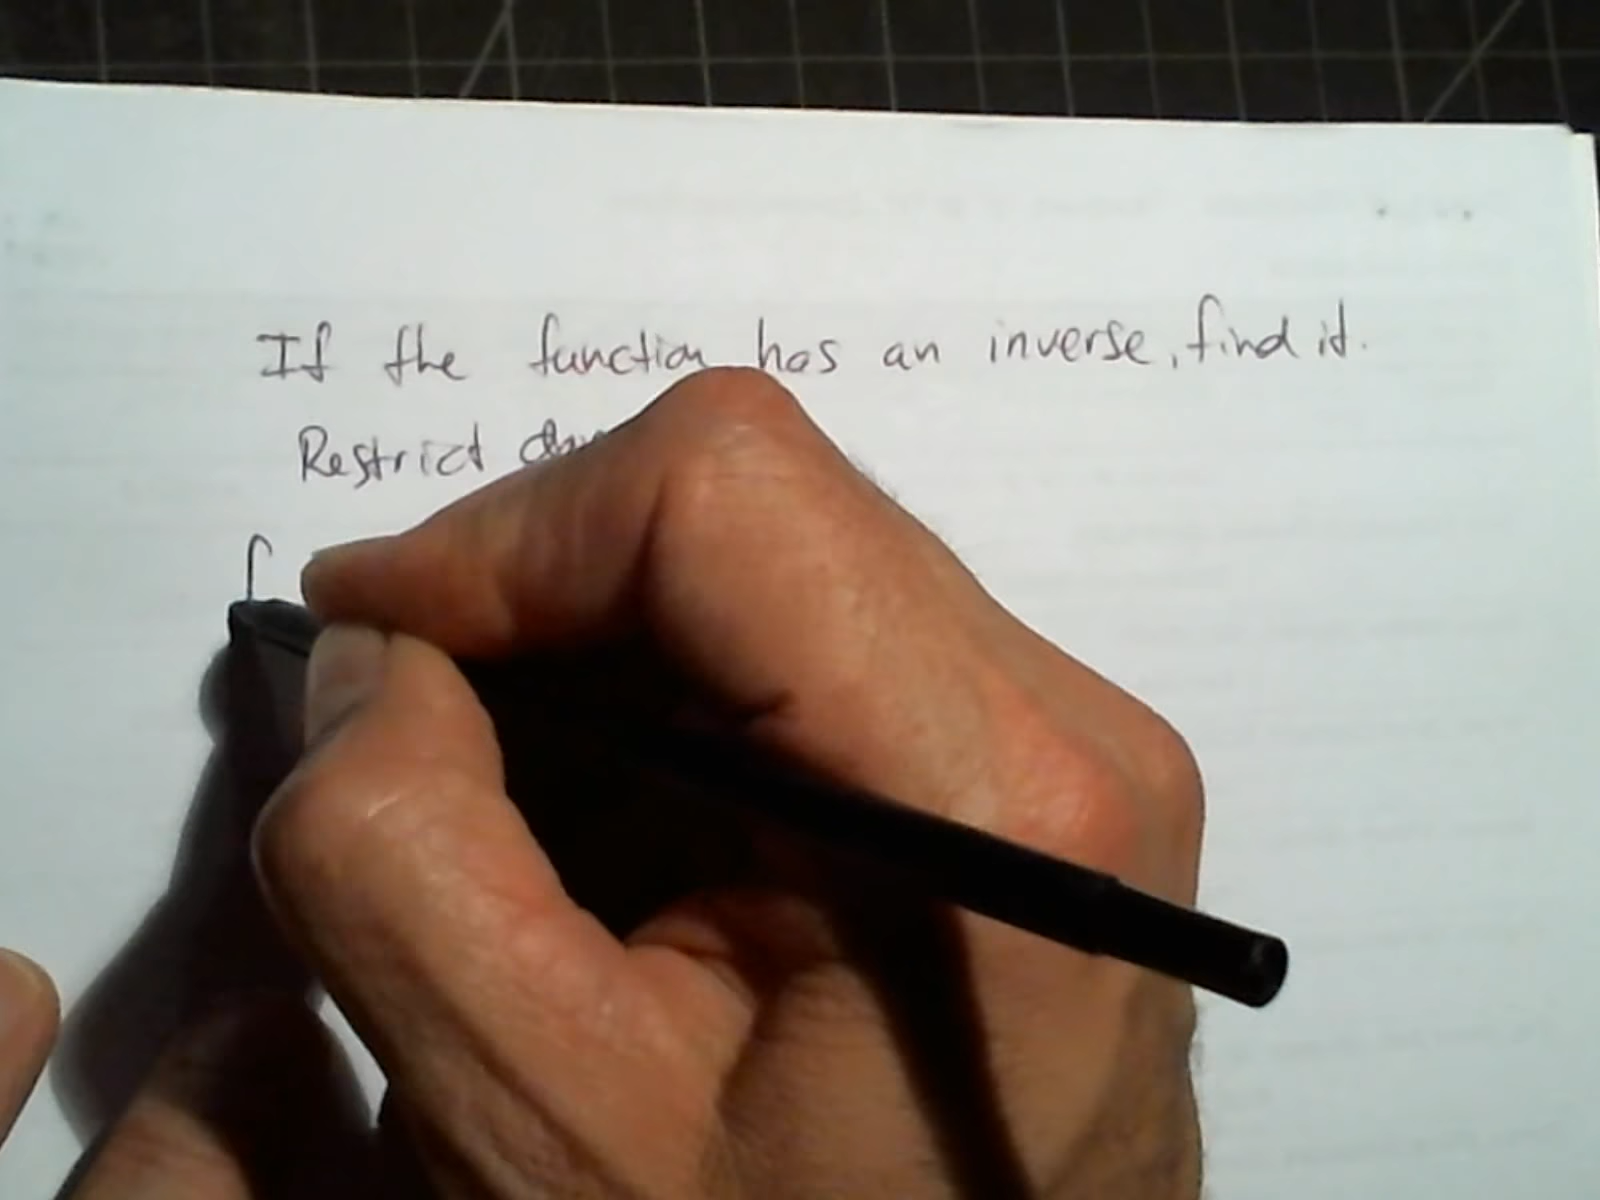 If the function has an inverse, find it.
Restrict
f